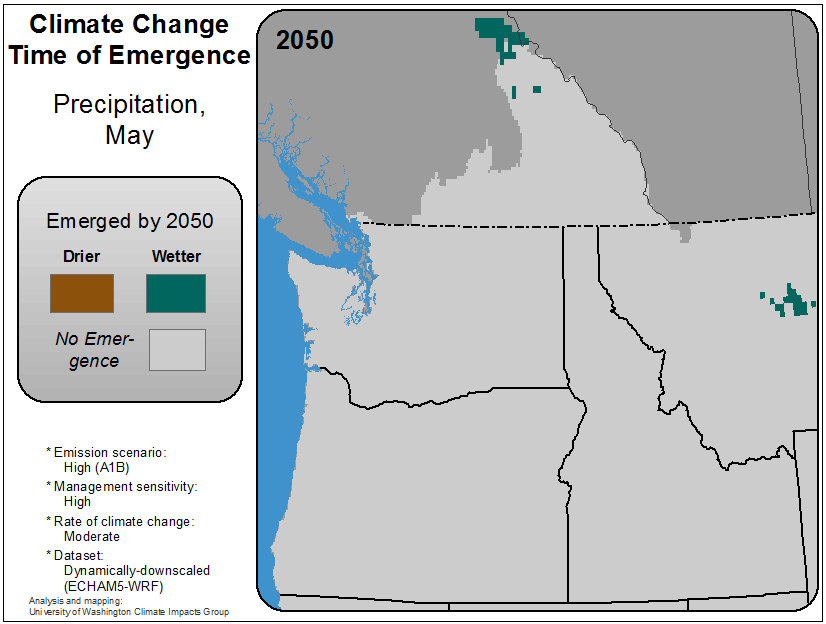 Climate Change
Time of Emergence
Precipitation,
May
Emerged by 2050
Drier
Wetter
No Emer-
gence
* Emission scenario:
High (A1B)
* Management sensitivity:
High
* Rate of climate change:
Moderate
* Dataset:
Dynamically-downscaled
(ECHAM5-WRF)
Analysis and mapping:
University of Washington Climate Impacts Group
2050